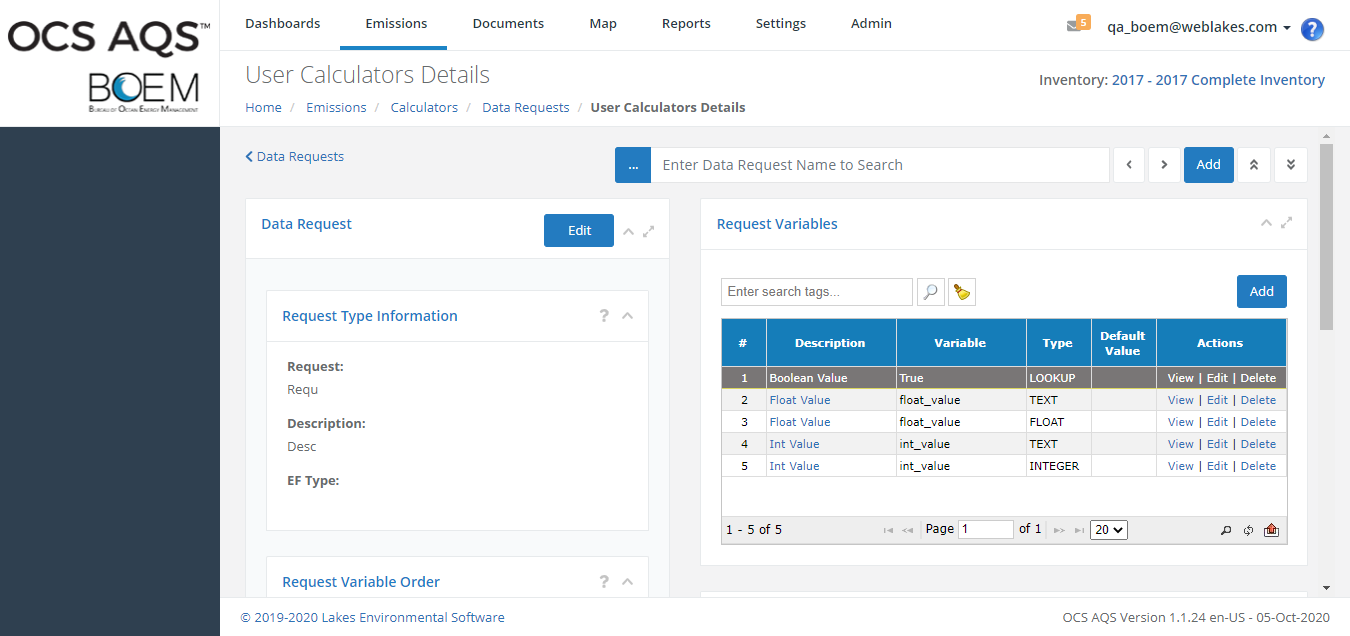 OCS AQS™
BOEM
BUREAU OF OCEAN ENERGY MANAGEMENT
Dashboards Emissions Documents Map Reports Settings Admin
5 qa_boem@weblakes.com ?
User Calculators Details
Inventory: 2017 - 2017 Complete Inventory
Home / Emissions / Calculators / Data Requests / User Calculators Details
Data Requests
... Enter Data Request Name to Search Add
Data Request Edit
Request Type Information ?
Request:
Requ
Description:
Desc
EF Type:
Request Variable Order ?
Request Variables
Enter search tags... Add
# Description Variable Type Default Value Actions
1 Boolean Value True LOOKUP View | Edit | Delete
2 Float Value float_value TEXT View | Edit | Delete
3 Float Value float_value FLOAT View | Edit | Delete
4 Int Value int_value TEXT View | Edit | Delete
5 Int Value int_value INTEGER View | Edit | Delete
1 - 5 of 5 Page 1 of 1 20
© 2019-2020 Lakes Environmental Software
OCS AQS Version 1.1.24 en-US - 05-Oct-2020